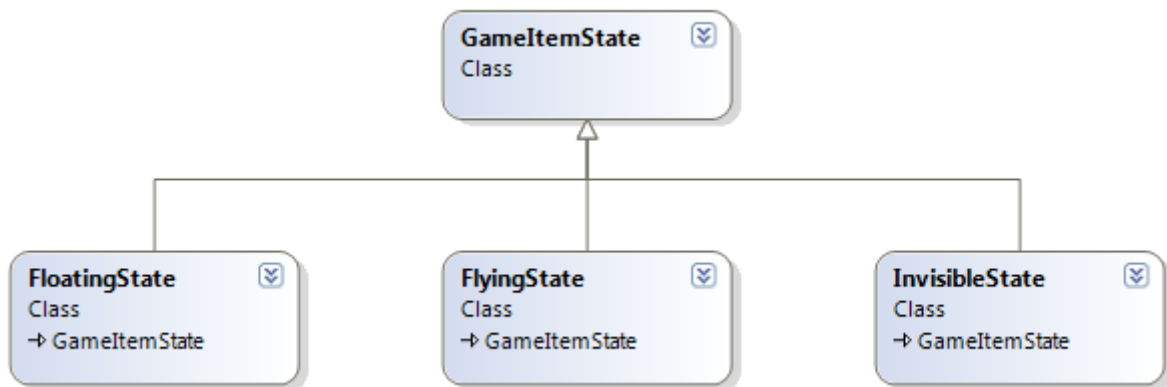 GameItemState
Class
FloatingState
Class
GameItemState
FlyingState
Class
GameItemState
InvisibleState
Class
GameItemState